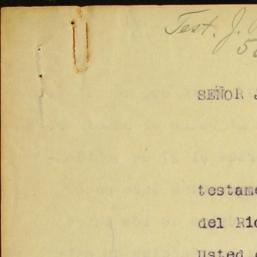 Test. J.
SEÑOR
testame
del Rio
Usted